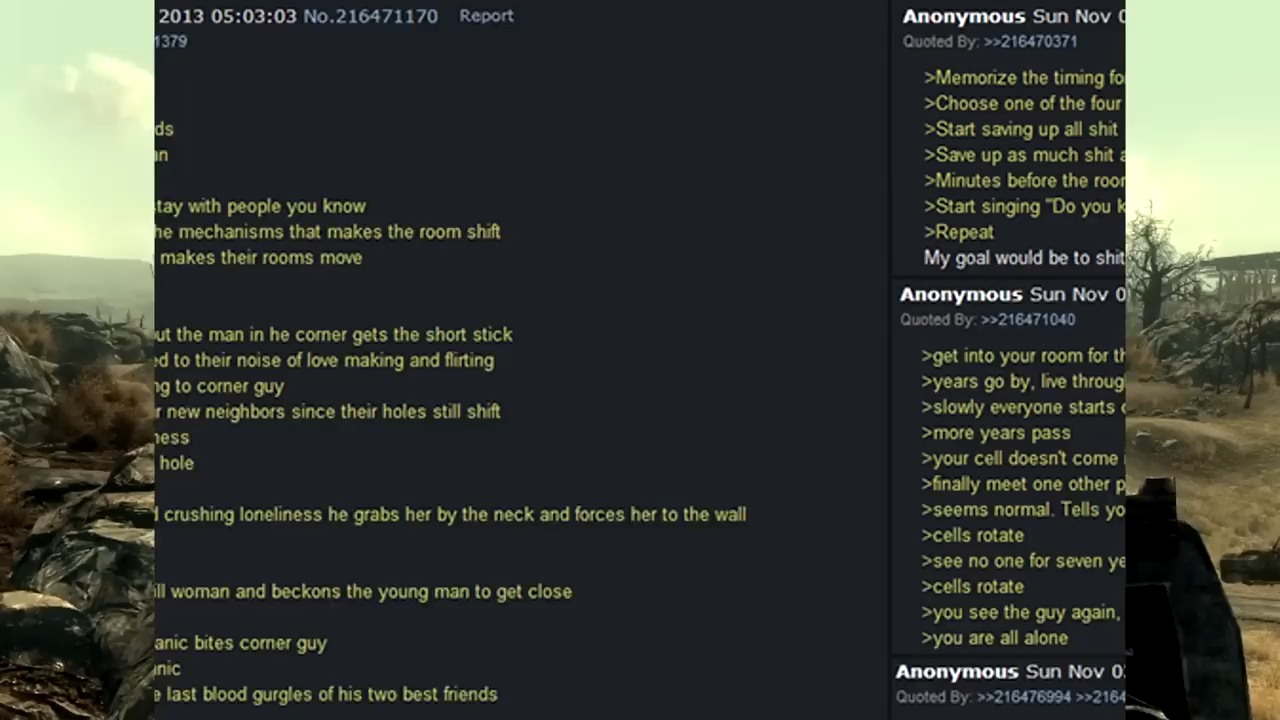 2013 05:03:03 No.216471170 Report
1379
ds
an
stay with people you know
he mechanisms that makes the room shift
makes their rooms move
ut the man in he corner gets the short stick
ed to their noise of love making and flirting
ng to corner guy
r new neighbors since their holes still shift
ness
hole
d crushing loneliness he grabs her by the neck and forces her to the wall
ill woman and beckons the young man to get close
anic bites corner guy
nic
e last blood gurgles of his two best friends
Anonymous Sun Nov 0
Quoted By: >>216470371
>Memorize the timing fo
>Choose one of the four
>Start saving up all shit
>Save up as much shit a
>Minutes before the roor
>Start singing "Do you k
>Repeat
My goal would be to shit
Anonymous Sun Nov 0
Quoted By: >>216471040
>get into your room for th
>years go by, live throug
>slowly everyone starts
>more years pass
>your cell doesn't come
>finally meet one other p
>seems normal. Tells yo
>cells rotate
>see no one for seven ye
>cells rotate
>you see the guy again,
>you are all alone
Anonymous Sun Nov 0
Quoted By: >>216476994 >>2164